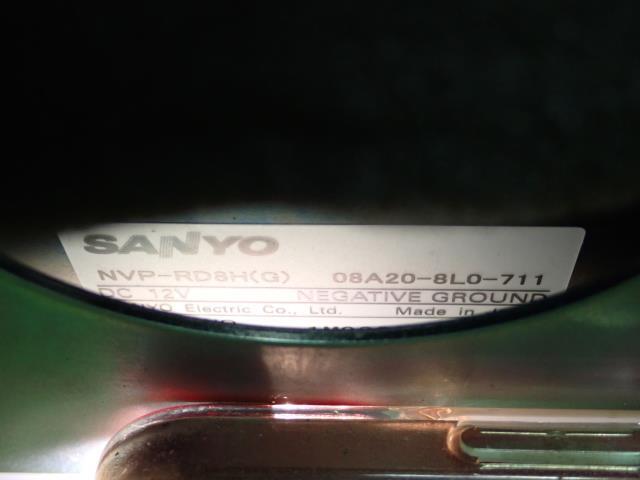 SANYO
NVP-RD8H(G) 08A20-8L0-711
DC 12V NEGATIVE GROUND
Electric Co., Ltd. Made in